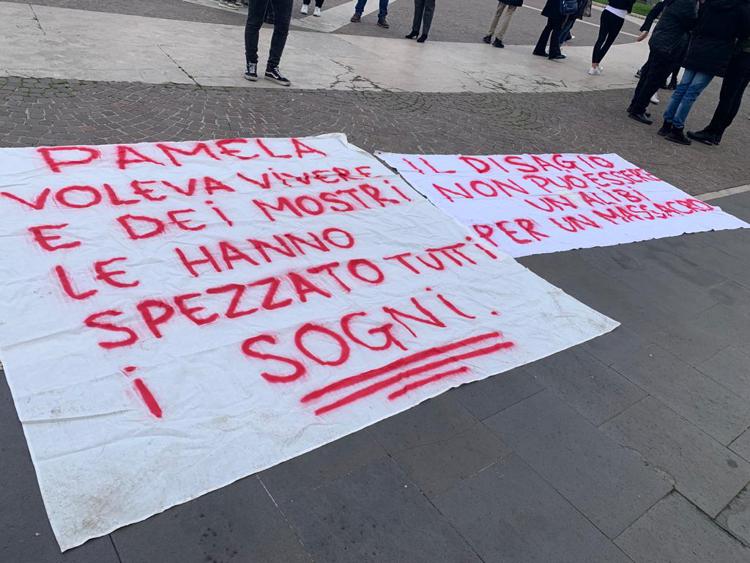 PAMELA
VOLEVA VIVERE
E DEI MOSTRI
LE HANNO
SPEZZATO TUTTI
i SOGNi.
IL DISAGIO
NON PUO' ESSERE
UN ALIBI
PER UN MASSACRO